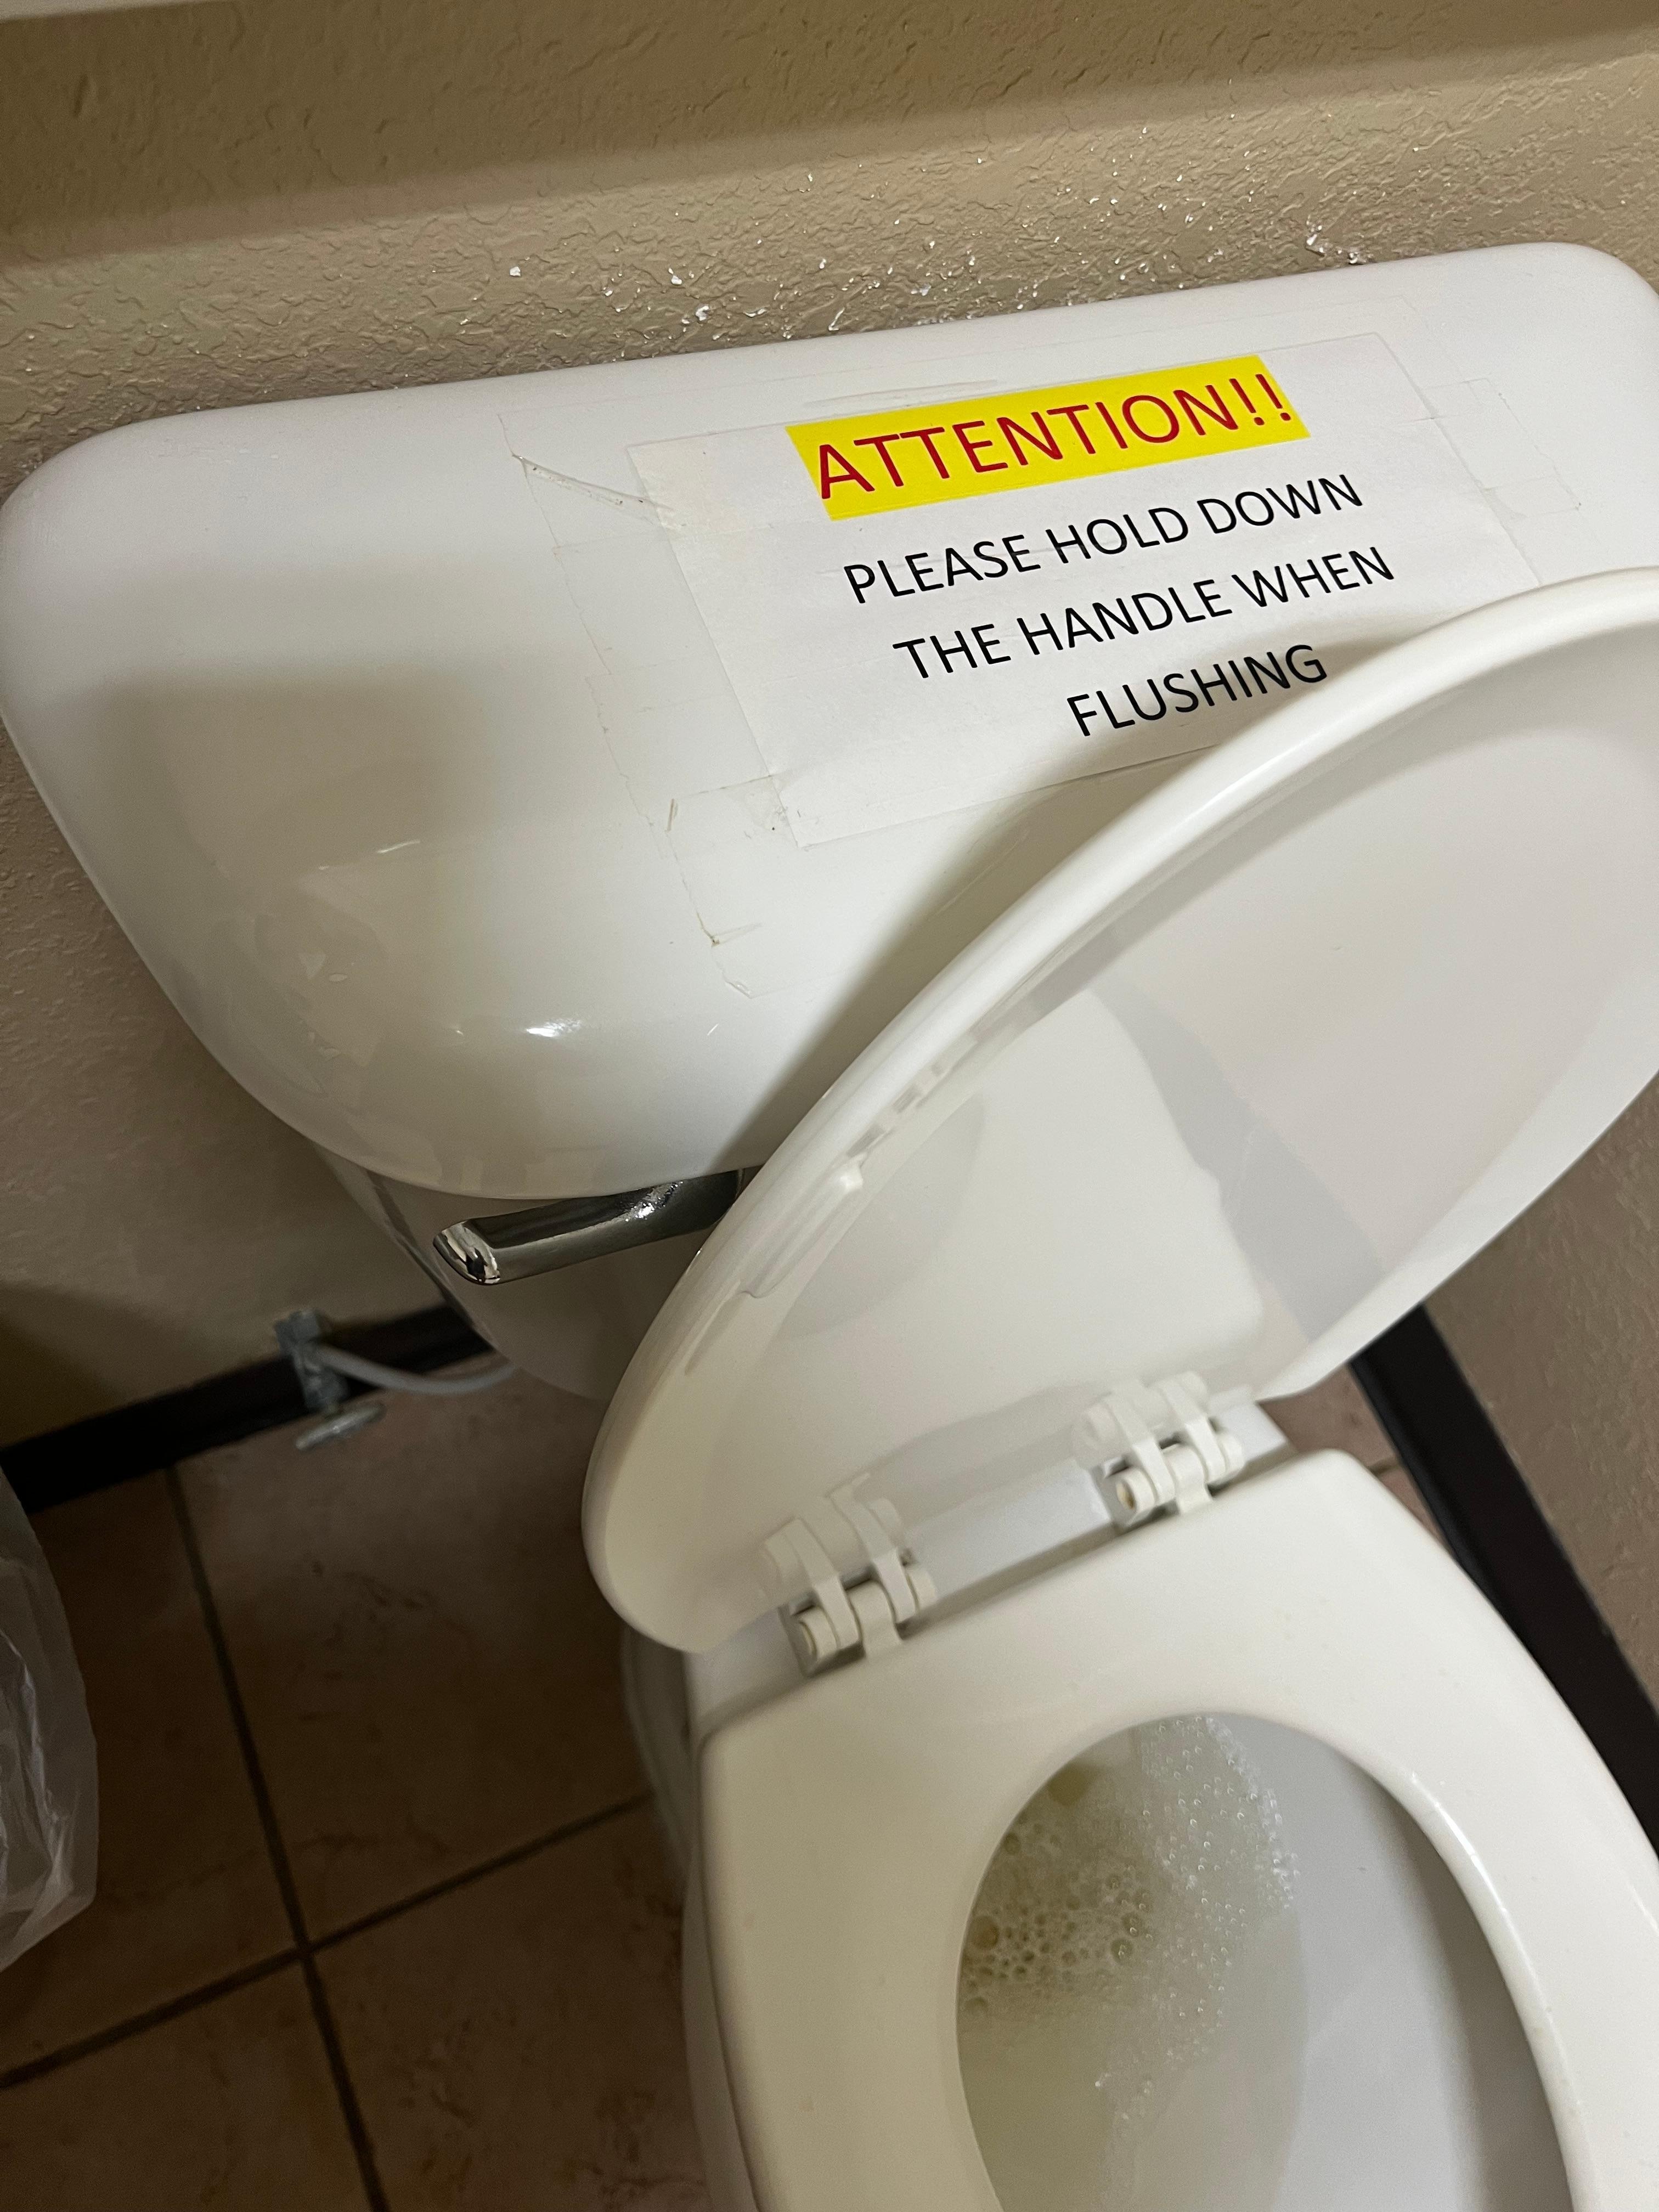 ATTENTION!!
PLEASE HOLD DOWN
THE HANDLE WHEN
FLUSHING